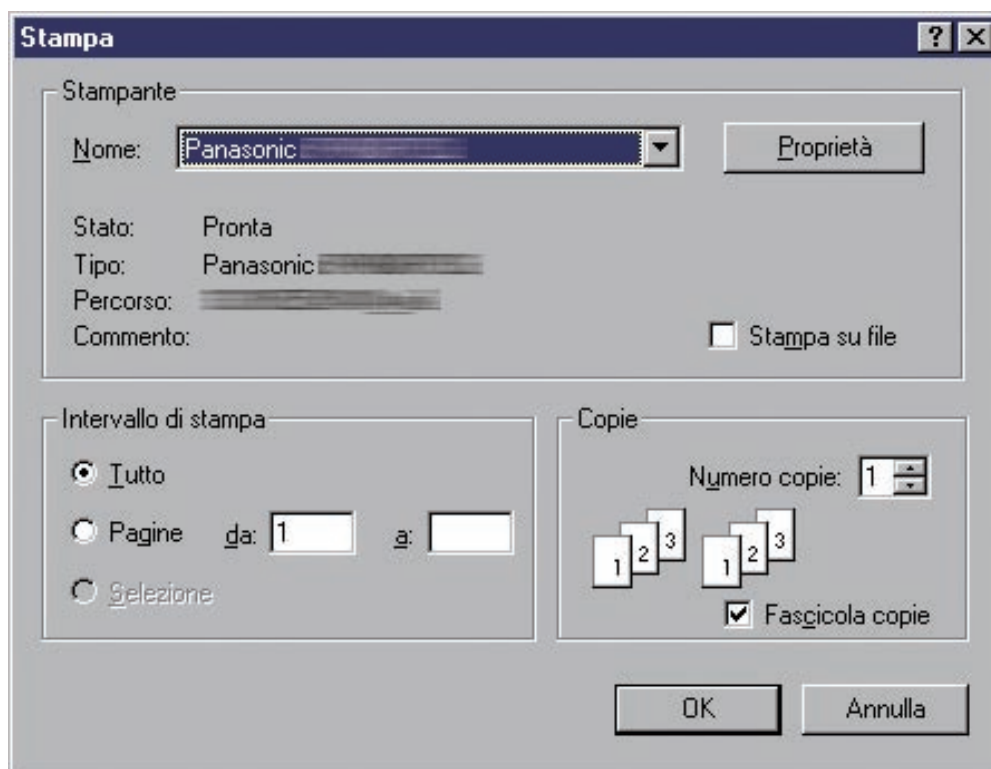 Stampa
Stampante
Nome: Panasonic Proprietà
Stato: Pronta
Tipo: Panasonic
Percorso:
Commento: Stampa su file
Intervallo di stampa
Tutto
Pagine da: 1 a:
Selezione
Copie
Numero copie: 1
1 2 3 1 2 3
Fascicola copie
OK Annulla